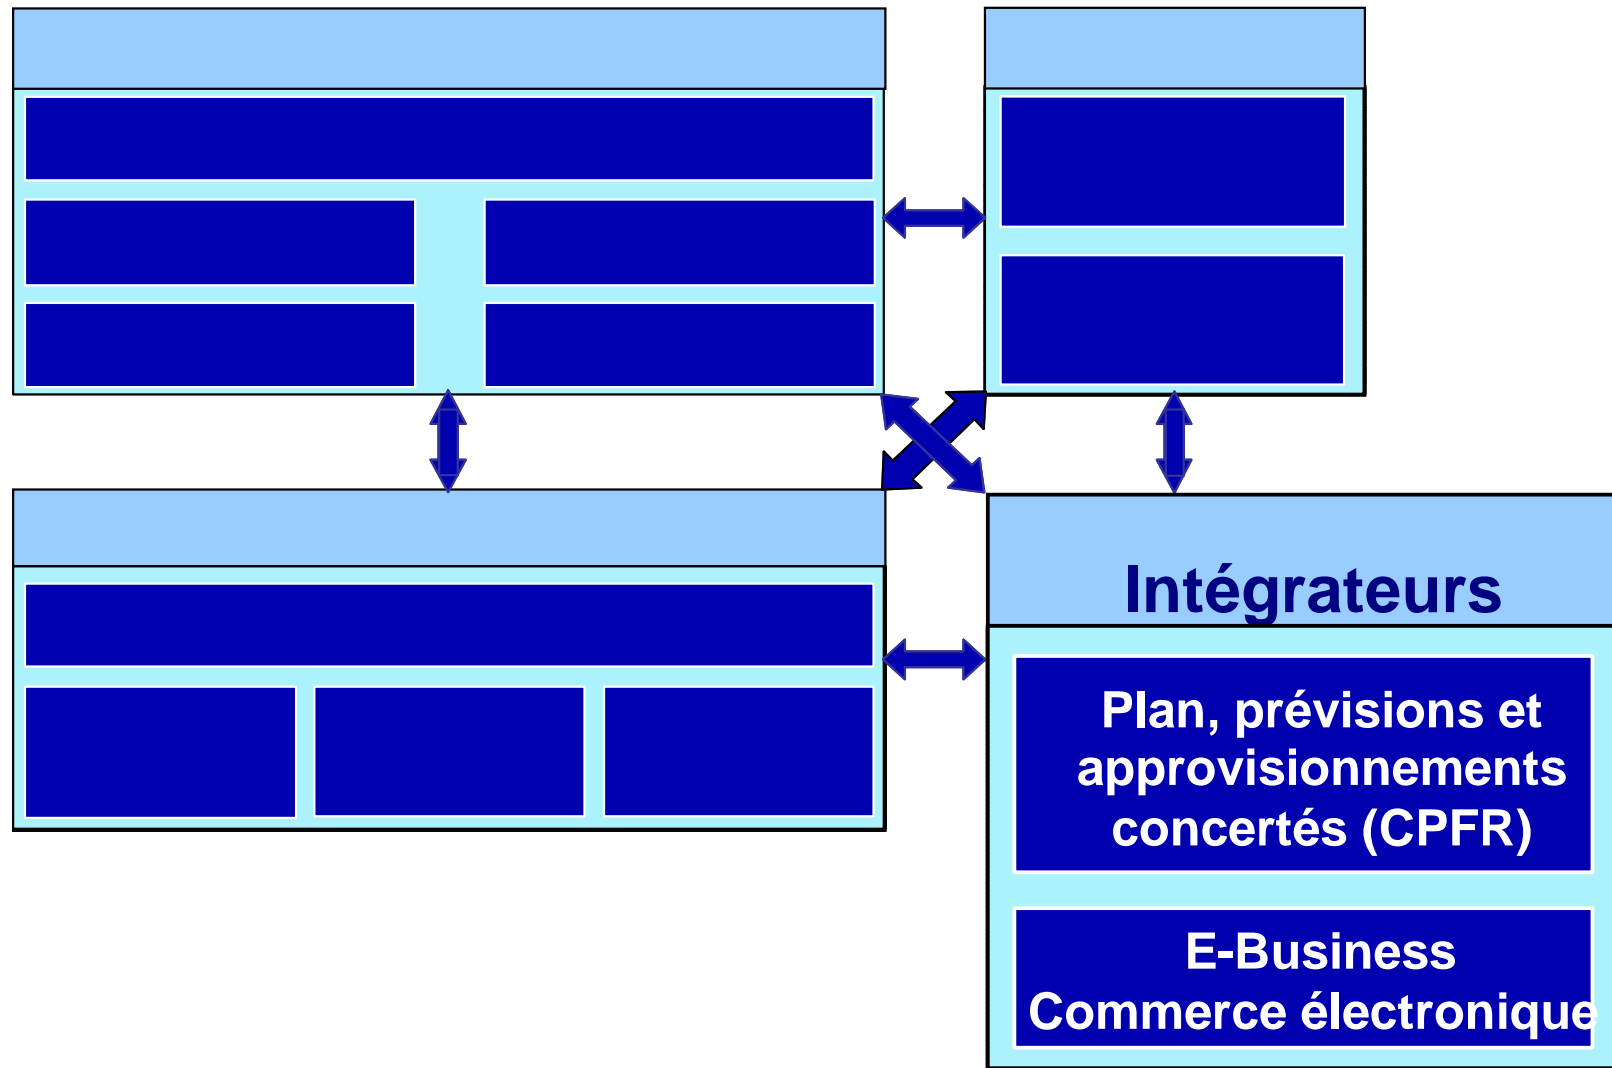 Intégrateurs
Plan, prévisions et
approvisionnements
concertés (CPFR)
E-Business
Commerce électronique